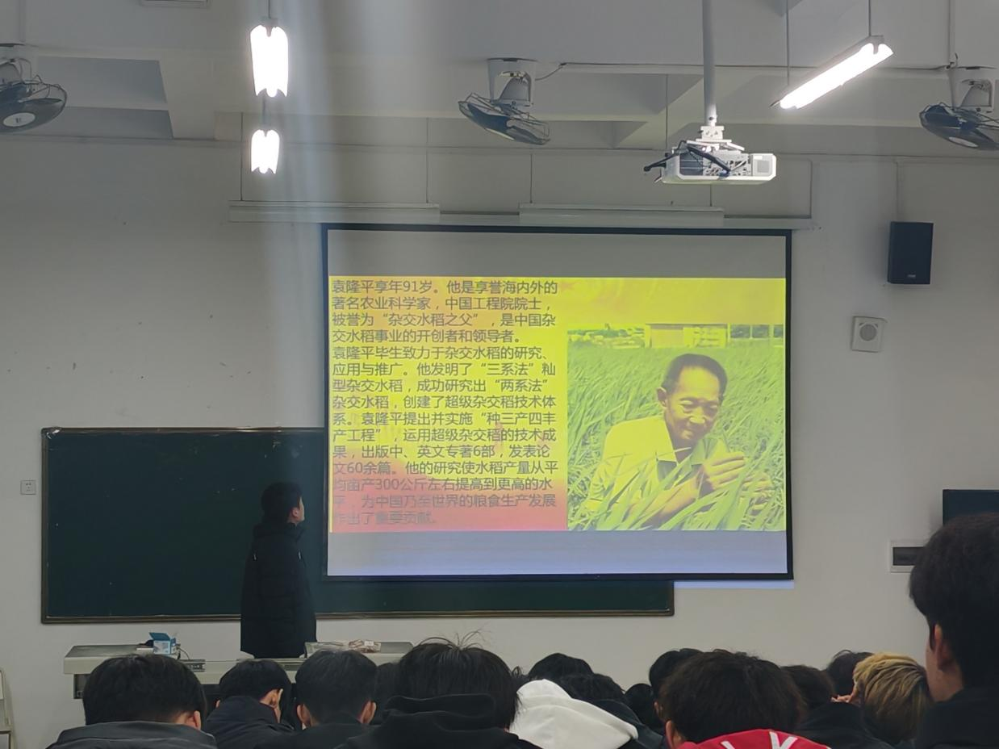 袁隆平享年91岁。他是享誉海内外的
著名农业科学家，中国工程院院士，
被誉为“杂交水稻之父”，是中国杂
交水稻事业的开创者和领导者。
袁隆平毕生致力于杂交水稻的研究、
应用与推广。他发明了“三系法”籼
型杂交水稻，成功研究出“两系法”
杂交水稻，创建了超级杂交稻技术体
系。袁隆平提出并实施“种三产四丰
产工程”，运用超级杂交稻的技术成
果，出版中、英文专著6部，发表论
文60余篇。他的研究使水稻产量从平
均亩产300公斤左右提高到更高的水
平，为中国乃至世界的粮食生产发展
作出了重要贡献。